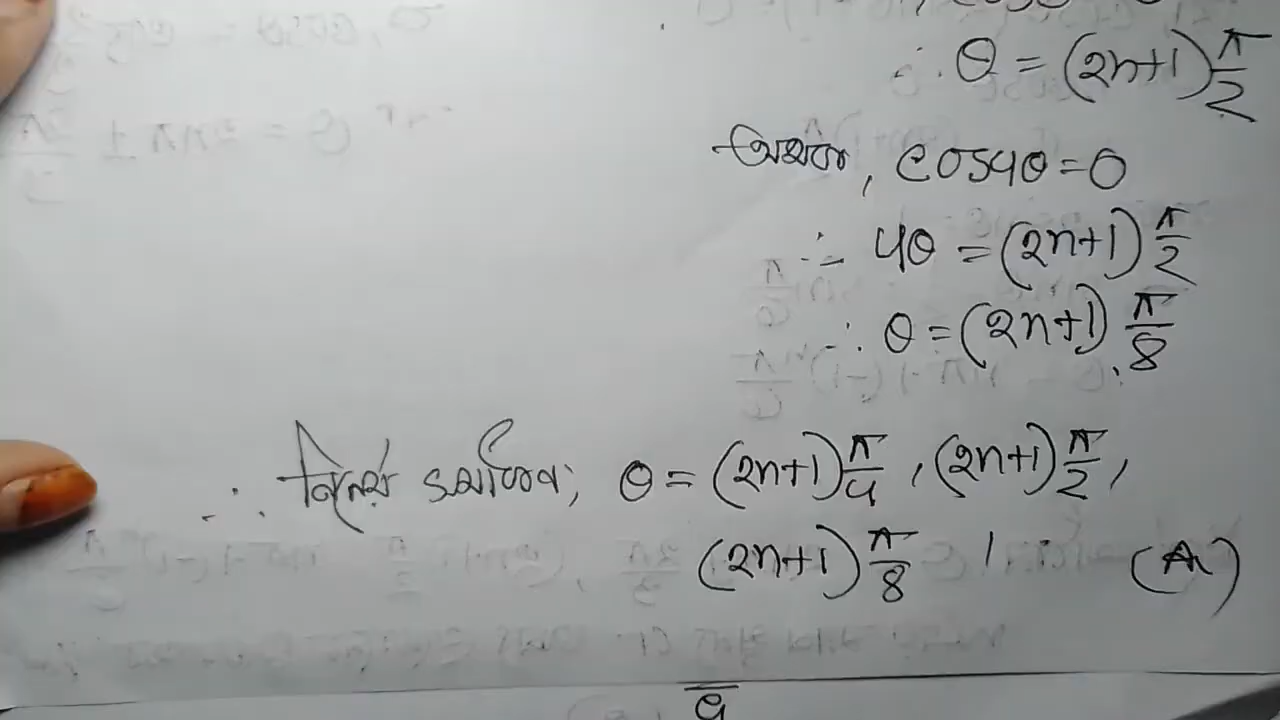 ∴ θ = (2n+1) π/2
অথবা, cos4θ = 0
∴ 4θ = (2n+1) π/2
∴ θ = (2n+1) π/8
∴ নির্ণেয় সমাধান, θ = (2n+1) π/4, (2n+1) π/2,
(2n+1) π/8 । (A)